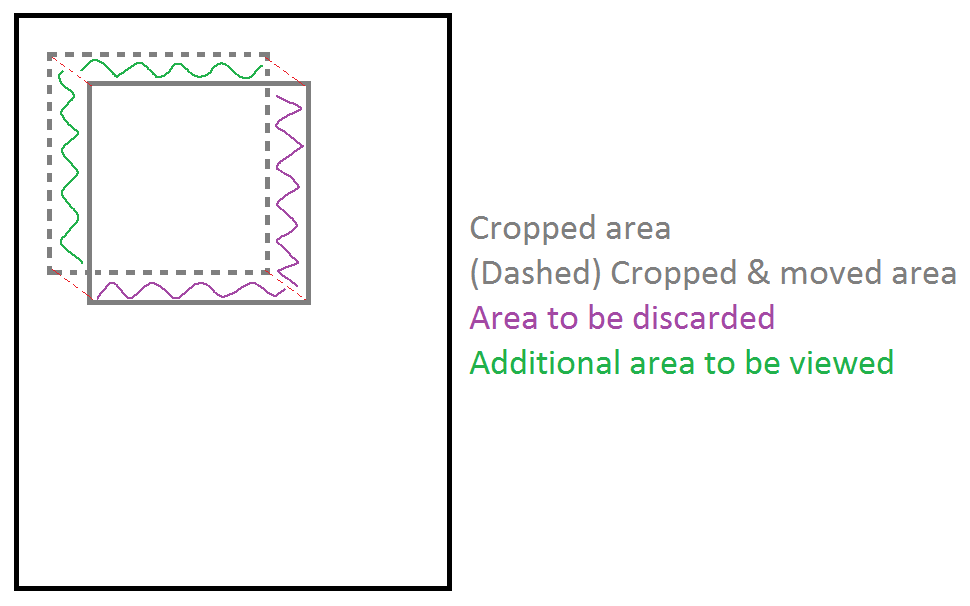 Cropped area
(Dashed) Cropped & moved area
Area to be discarded
Additional area to be viewed